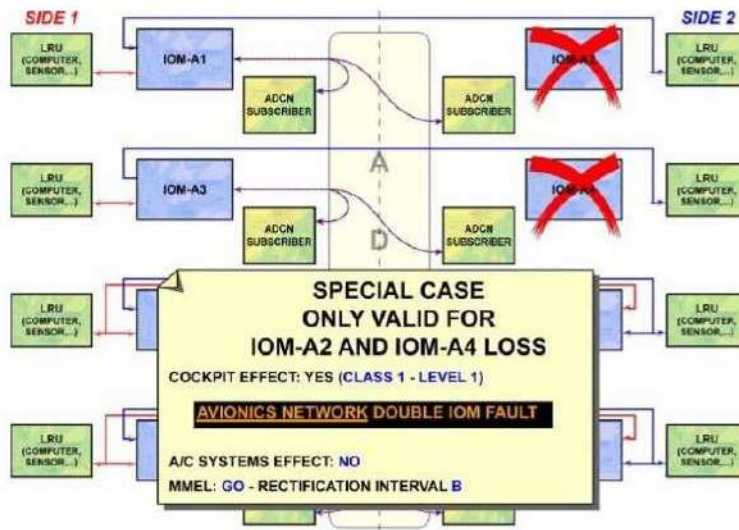 SIDE 1
SIDE 2
LRU
(COMPUTER,
SENSOR,...)
IOM-A1
LRU
(COMPUTER,
SENSOR,...)
ADCN
SUBSCRIBER
ADCN
SUBSCRIBER
LRU
(COMPUTER,
SENSOR,...)
IOM-A3
A
LRU
(COMPUTER,
SENSOR,...)
ADCN
SUBSCRIBER
D
ADCN
SUBSCRIBER
LRU
(COMPUTER,
SENSOR,...)
LRU
(COMPUTER,
SENSOR,...)
SPECIAL CASE
ONLY VALID FOR
IOM-A2 AND IOM-A4 LOSS
COCKPIT EFFECT: YES (CLASS 1 - LEVEL 1)
AVIONICS NETWORK DOUBLE IOM FAULT
LRU
(COMPUTER,
SENSOR,...)
LRU
(COMPUTER,
SENSOR,...)
A/C SYSTEMS EFFECT: NO
MMEL: GO - RECTIFICATION INTERVAL B